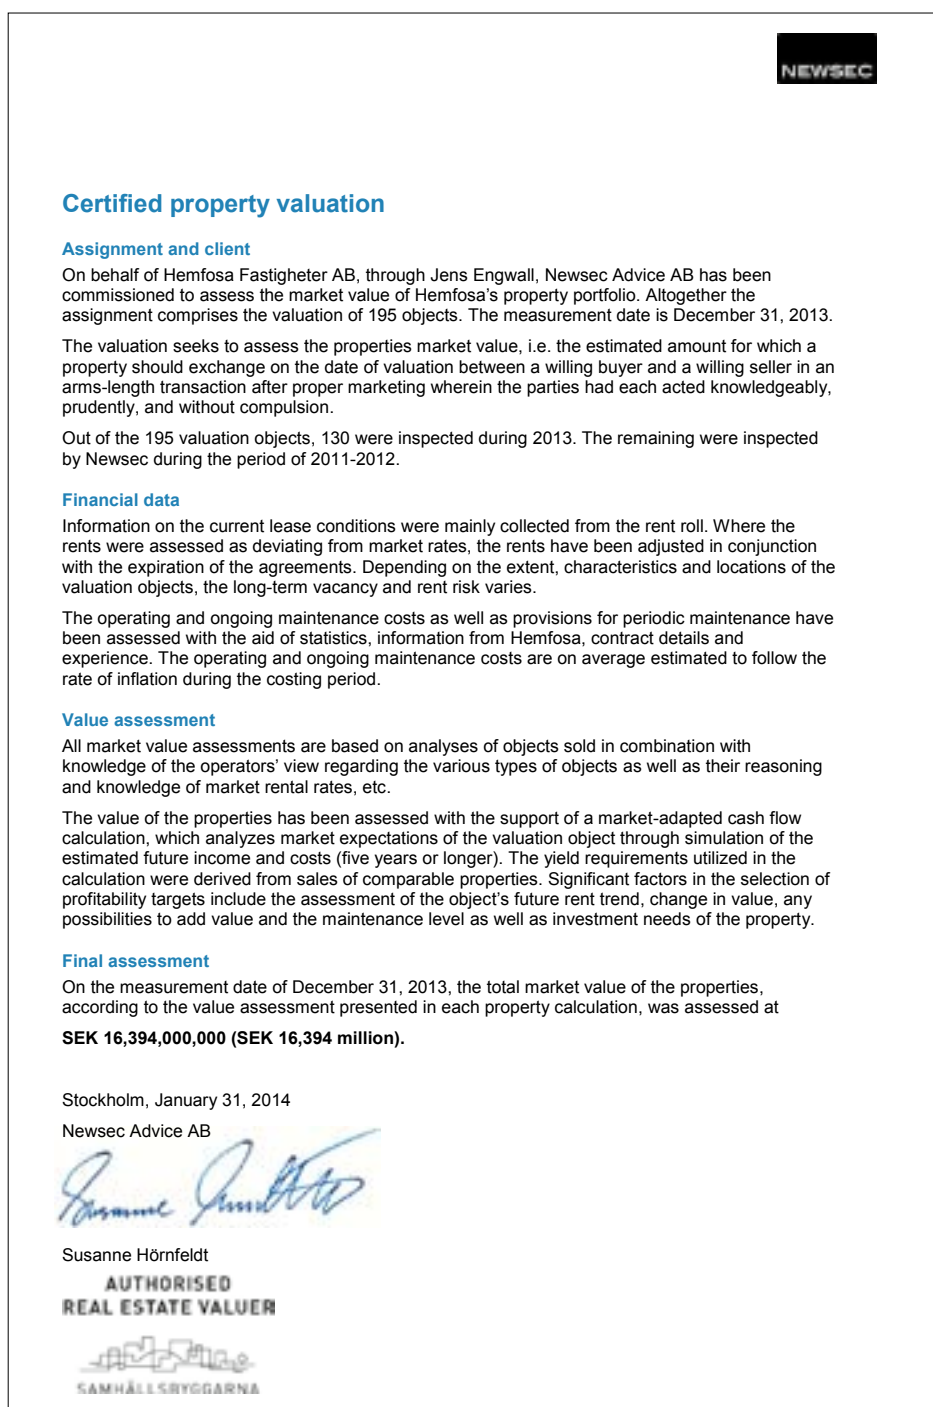 NEWSEC
Certified property valuation
Assignment and client
On behalf of Hemfosa Fastigheter AB, through Jens Engwall, Newsec Advice AB has been
commissioned to assess the market value of Hemfosa's property portfolio. Altogether the
assignment comprises the valuation of 195 objects. The measurement date is December 31, 2013.
The valuation seeks to assess the properties market value, i.e. the estimated amount for which a
property should exchange on the date of valuation between a willing buyer and a willing seller in an
arms-length transaction after proper marketing wherein the parties had each acted knowledgeably,
prudently, and without compulsion.
Out of the 195 valuation objects, 130 were inspected during 2013. The remaining were inspected
by Newsec during the period of 2011-2012.
Financial data
Information on the current lease conditions were mainly collected from the rent roll. Where the
rents were assessed as deviating from market rates, the rents have been adjusted in conjunction
with the expiration of the agreements. Depending on the extent, characteristics and locations of the
valuation objects, the long-term vacancy and rent risk varies.
The operating and ongoing maintenance costs as well as provisions for periodic maintenance have
been assessed with the aid of statistics, information from Hemfosa, contract details and
experience. The operating and ongoing maintenance costs are on average estimated to follow the
rate of inflation during the costing period.
Value assessment
All market value assessments are based on analyses of objects sold in combination with
knowledge of the operators' view regarding the various types of objects as well as their reasoning
and knowledge of market rental rates, etc.
The value of the properties has been assessed with the support of a market-adapted cash flow
calculation, which analyzes market expectations of the valuation object through simulation of the
estimated future income and costs (five years or longer). The yield requirements utilized in the
calculation were derived from sales of comparable properties. Significant factors in the selection of
profitability targets include the assessment of the object's future rent trend, change in value, any
possibilities to add value and the maintenance level as well as investment needs of the property.
Final assessment
On the measurement date of December 31, 2013, the total market value of the properties,
according to the value assessment presented in each property calculation, was assessed at
SEK 16,394,000,000 (SEK 16,394 million).
Stockholm, January 31, 2014
Newsec Advice AB
Susanne
Susanne Hörnfeldt
AUTHORISED
REAL ESTATE VALUER
SAMHÄLLSBYGGARNA